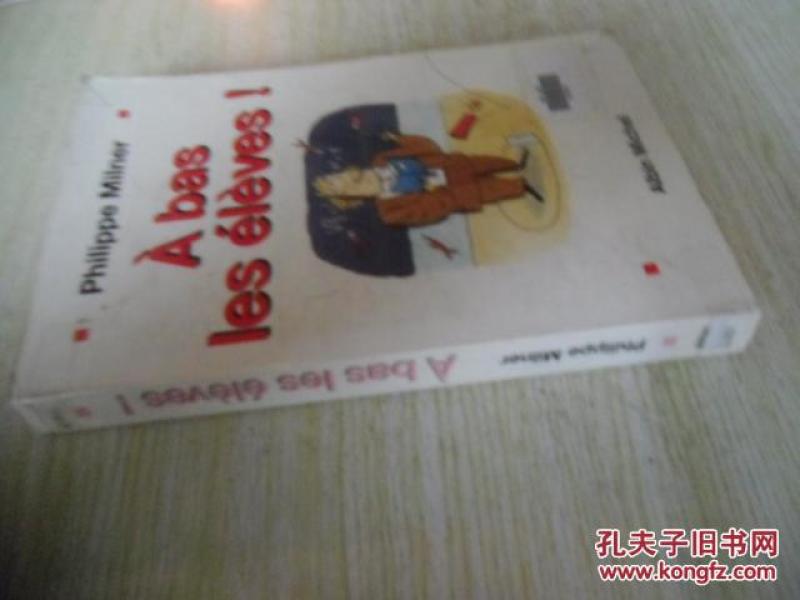 Philippe Milner
À bas
les élèves !
Albin Michel
Philippe Milner
À bas les élèves !
孔夫子旧书网
www.kongfz.com